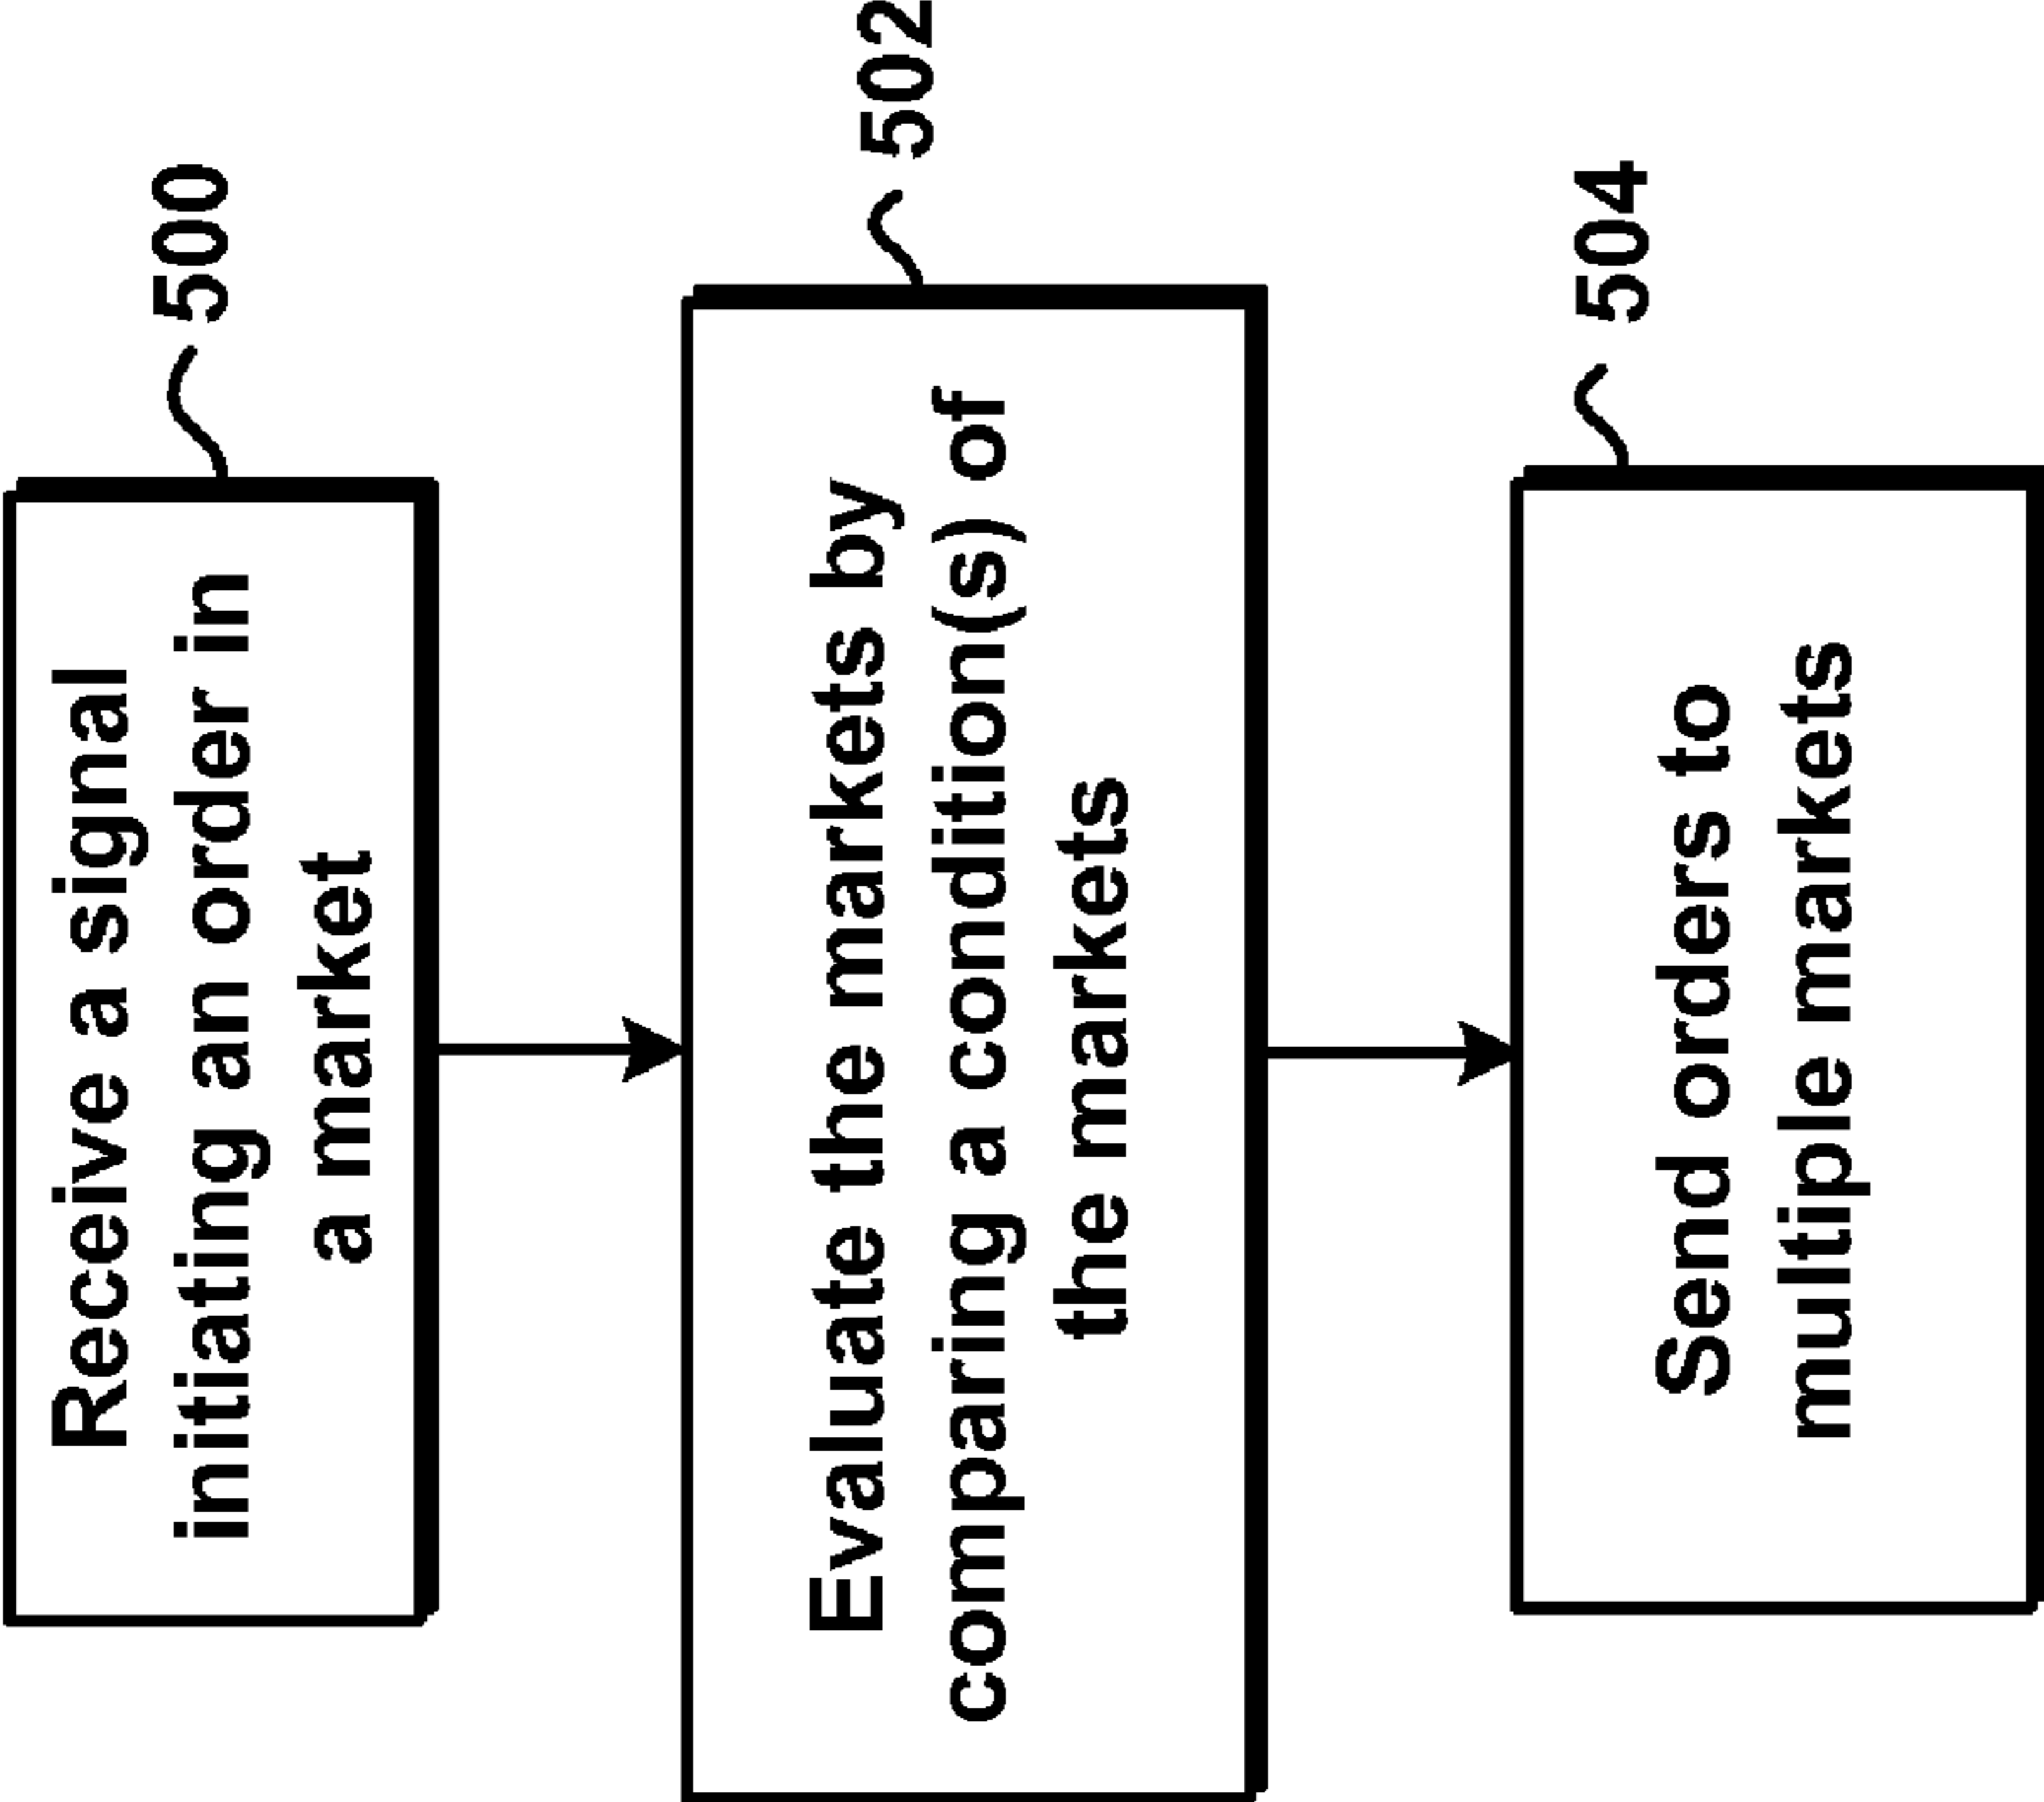 Receive a signal
initiating an order in
a market
500
Evaluate the markets by
comparing a condition(s) of
the markets
502
Send orders to
multiple markets
504